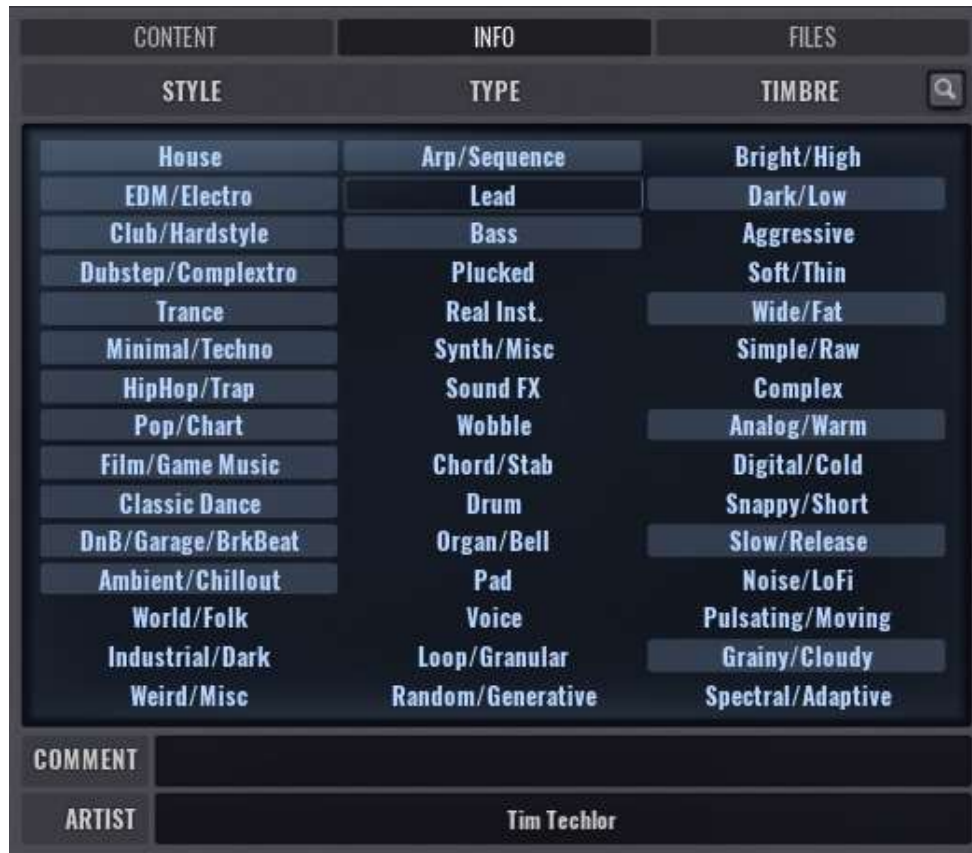 CONTENT INFO FILES
STYLE TYPE TIMBRE
House Arp/Sequence Bright/High
EDM/Electro Lead Dark/Low
Club/Hardstyle Bass Aggressive
Dubstep/Complextro Plucked Soft/Thin
Trance Real Inst. Wide/Fat
Minimal/Techno Synth/Misc Simple/Raw
HipHop/Trap Sound FX Complex
Pop/Chart Wobble Analog/Warm
Film/Game Music Chord/Stab Digital/Cold
Classic Dance Drum Snappy/Short
DnB/Garage/BrkBeat Organ/Bell Slow/Release
Ambient/Chillout Pad Noise/LoFi
World/Folk Voice Pulsating/Moving
Industrial/Dark Loop/Granular Grainy/Cloudy
Weird/Misc Random/Generative Spectral/Adaptive
COMMENT
ARTIST Tim Techlor